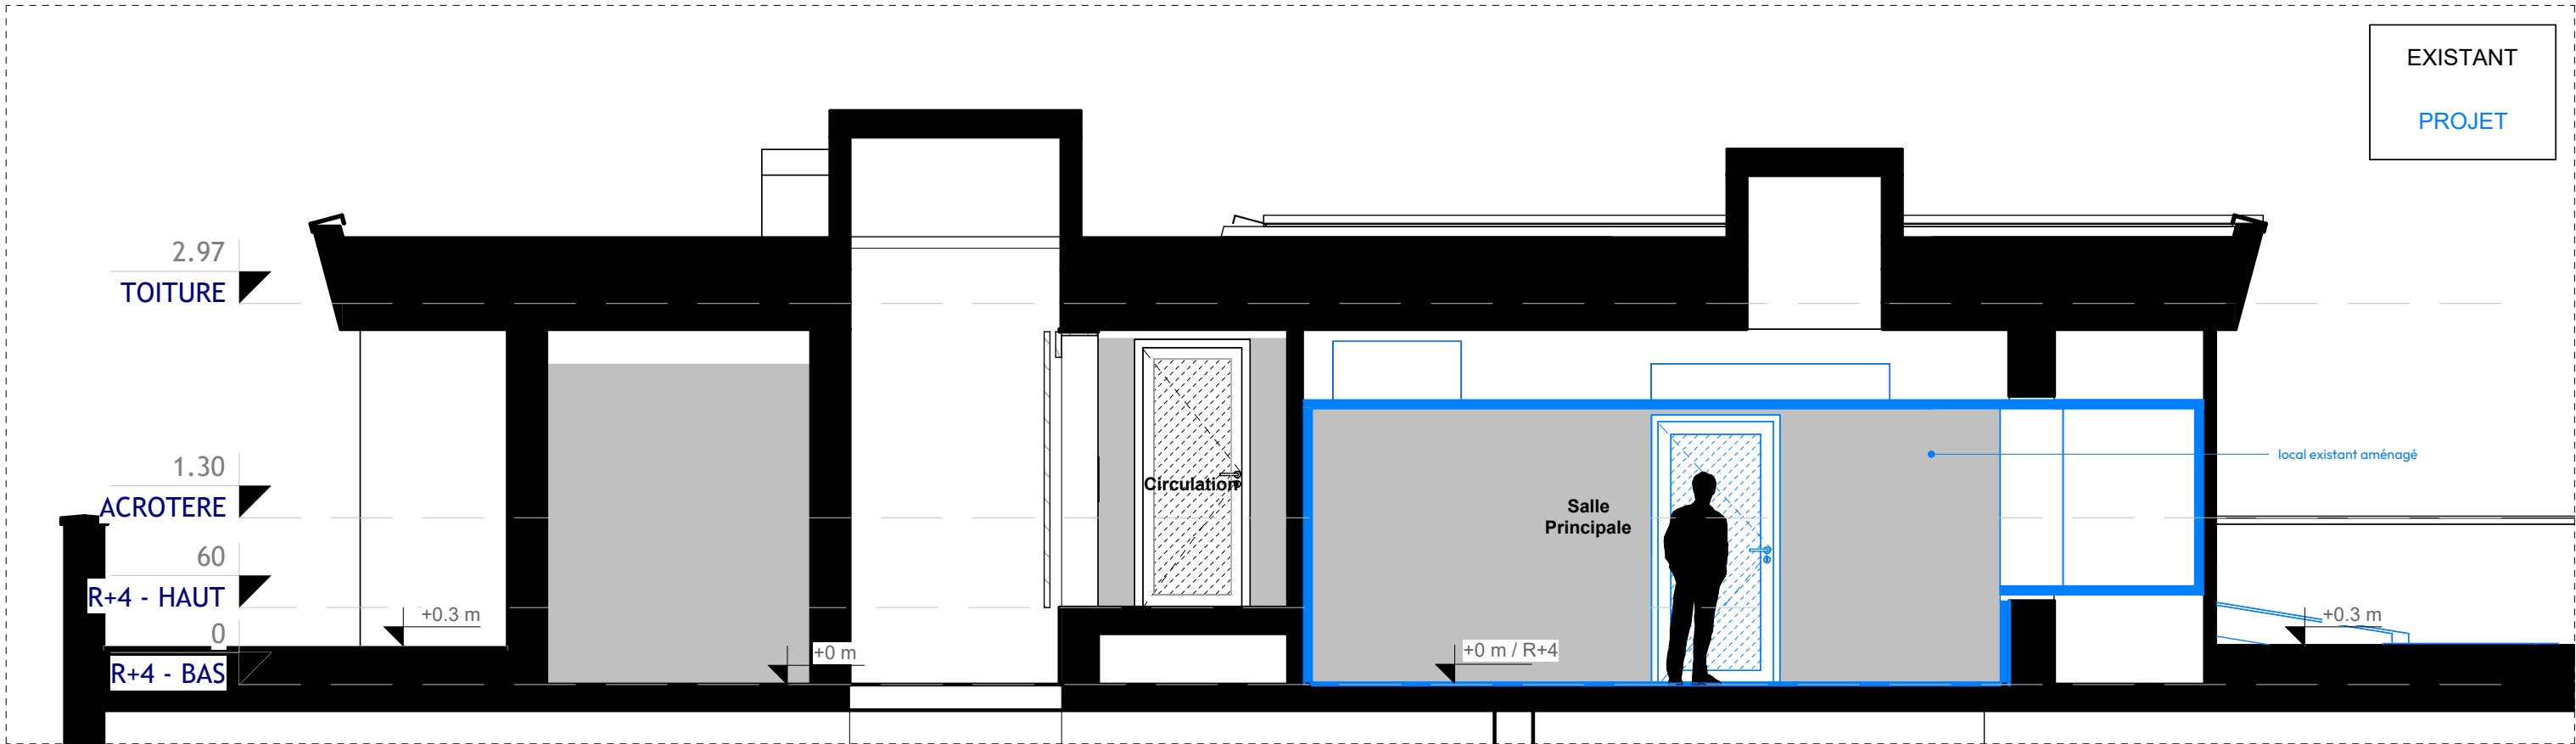 EXISTANT
PROJET
2.97
TOITURE
1.30
ACROTERE
60
R+4 - HAUT
0
R+4 - BAS
+0.3 m
+0 m
Circulation
Salle
Principale
+0 m / R+4
local existant aménagé
+0.3 m